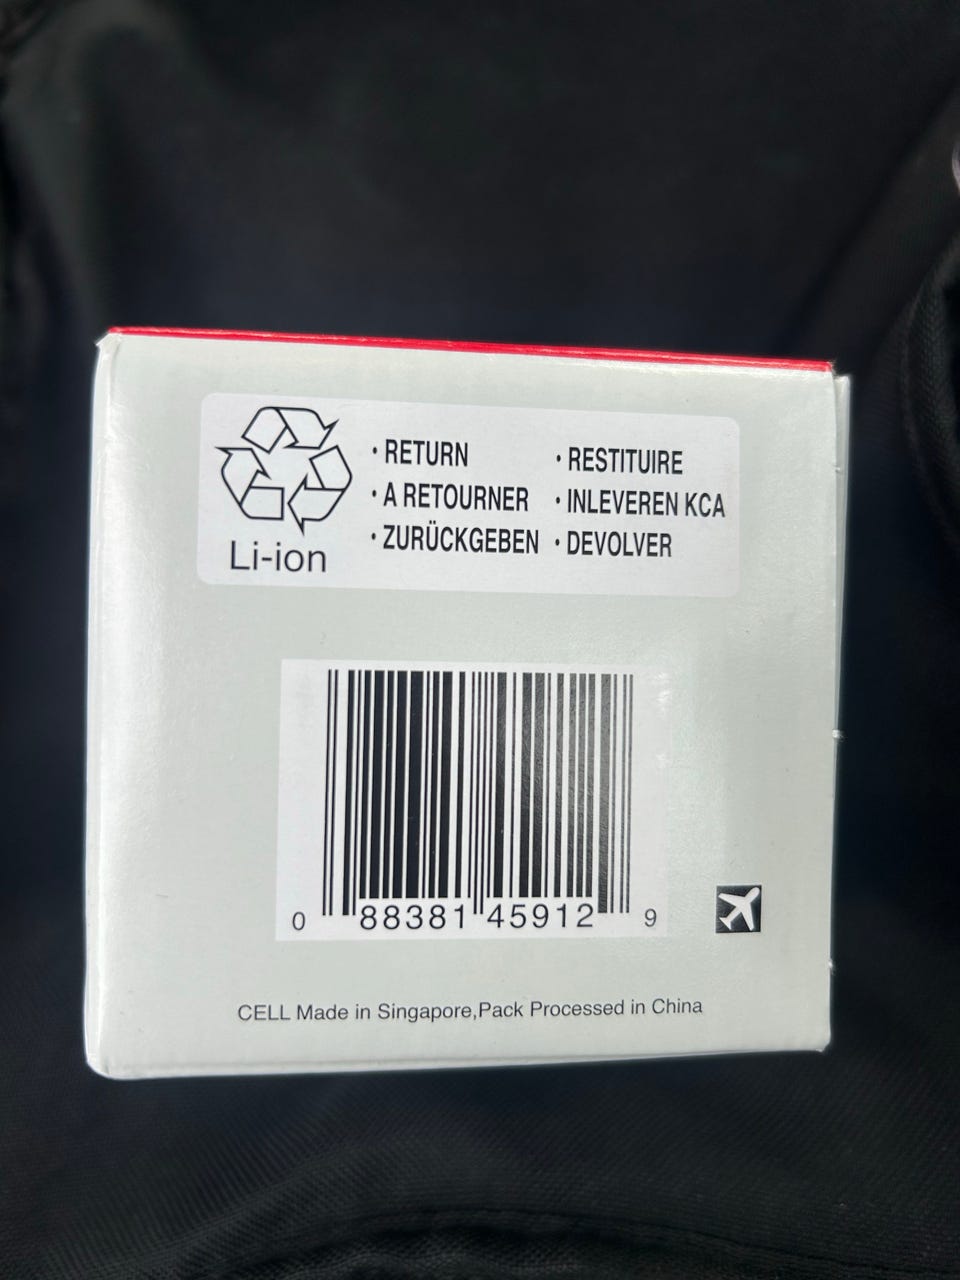 Li-ion
· RETURN
· A RETOURNER
· ZURÜCKGEBEN
· RESTITUIRE
· INLEVEREN KCA
· DEVOLVER
0 88381 45912 9
CELL Made in Singapore,Pack Processed in China